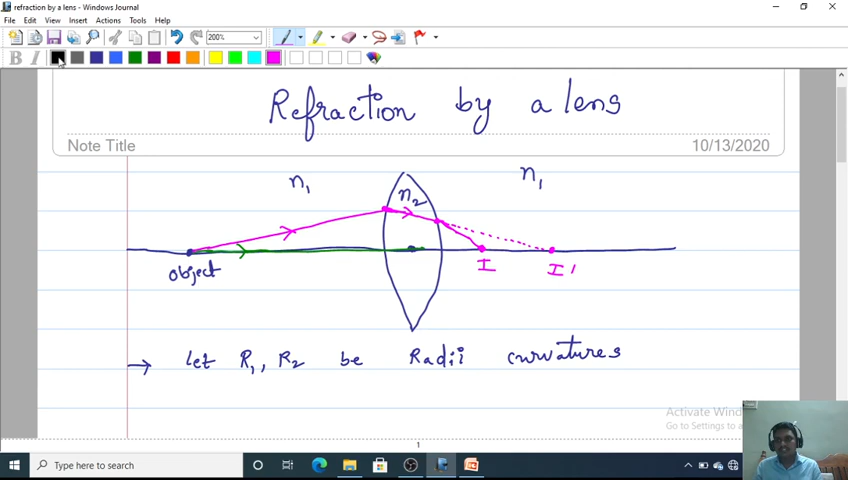 refraction by a lens - Windows Journal
File Edit View Insert Actions Tools Help
200%
B I
Refraction by a lens
Note Title 10/13/2020
n1 n2 n1
object I I'
→ let R1, R2 be Radii curvatures
Activate Wind
Go to Settings to a
1
Type here to search